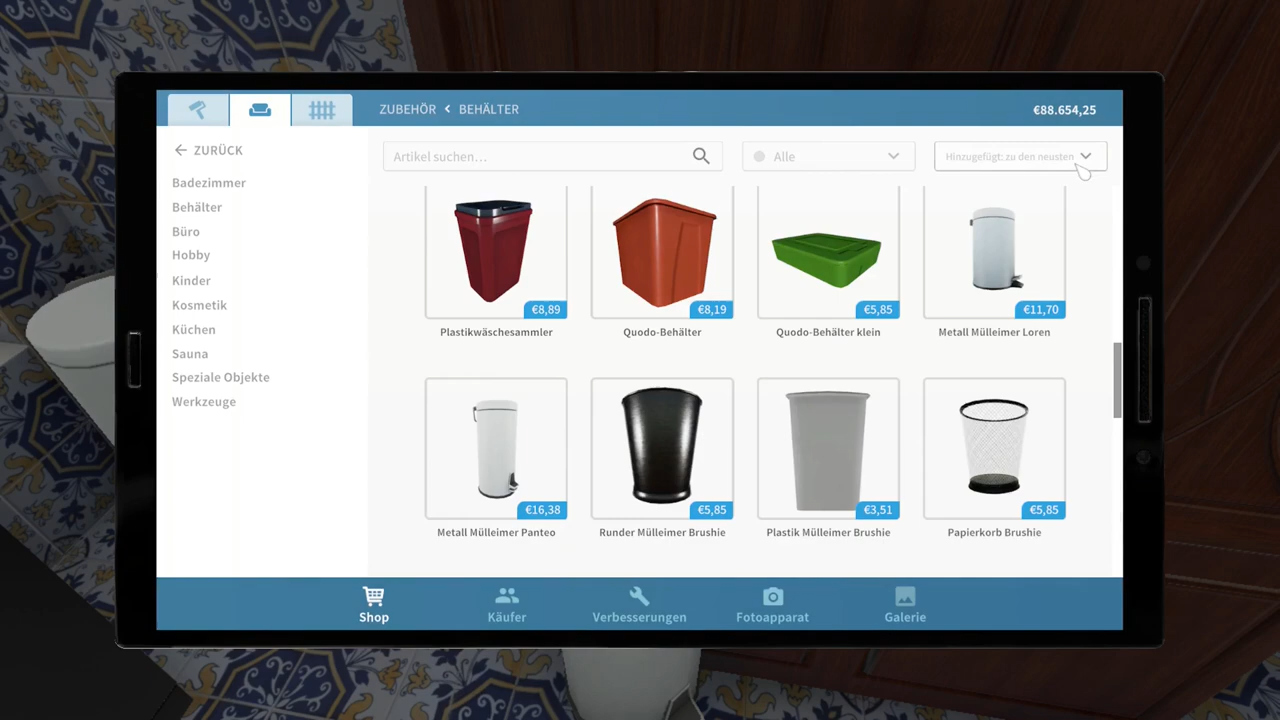 ZUBEHÖR < BEHÄLTER
€88.654,25
ZURÜCK
Artikel suchen...
Alle
Hinzugefügt: zu den neusten
Badezimmer
Behälter
Büro
Hobby
Kinder
Kosmetik
Küchen
Sauna
Speziale Objekte
Werkzeuge
€8,89
€8,19
€5,85
€11,70
Plastikwäschesammler
Quodo-Behälter
Quodo-Behälter klein
Metall Mülleimer Loren
€16,38
€5,85
€3,51
€5,85
Metall Mülleimer Panteo
Runder Mülleimer Brushie
Plastik Mülleimer Brushie
Papierkorb Brushie
Shop
Käufer
Verbesserungen
Fotoapparat
Galerie